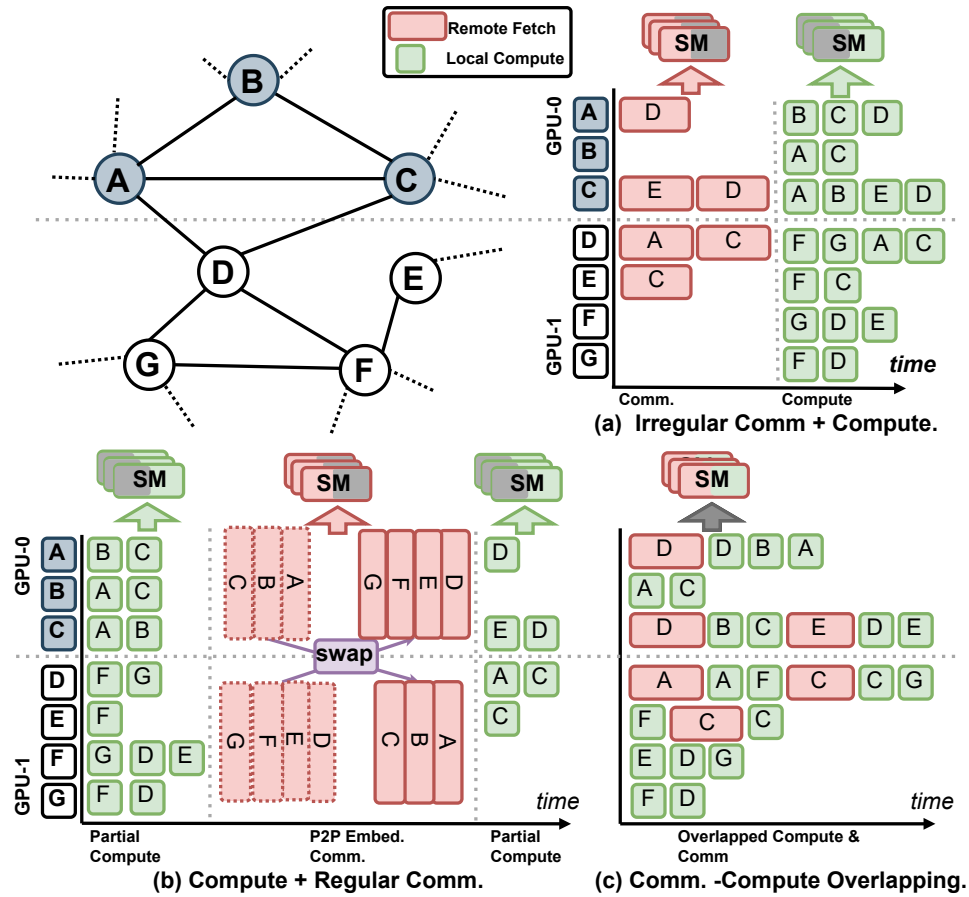 B
A
C
D
E
G
F
Remote Fetch
Local Compute
SM
SM
GPU-0
GPU-1
A
D
B C D
B
A C
C
E D
A B E D
D
A C
F G A C
E
C
F C
F
G D E
G
F D
time
Comm.
Compute
(a) Irregular Comm + Compute.
SM
SM
SM
GPU-0
GPU-1
A
B C
D
B
A C
C
A B
E D
C B A
G F E D
swap
D
F G
A C
E
F
C
F
G D E
G
F D
G F E D
C B A
time
Partial
Compute
P2P Embed.
Comm.
Partial
Compute
(b) Compute + Regular Comm.
SM
D D B A
A C
D B C E D E
A A F C C G
F C C
E D G
F D
time
Overlapped Compute &
Comm
(c) Comm. -Compute Overlapping.